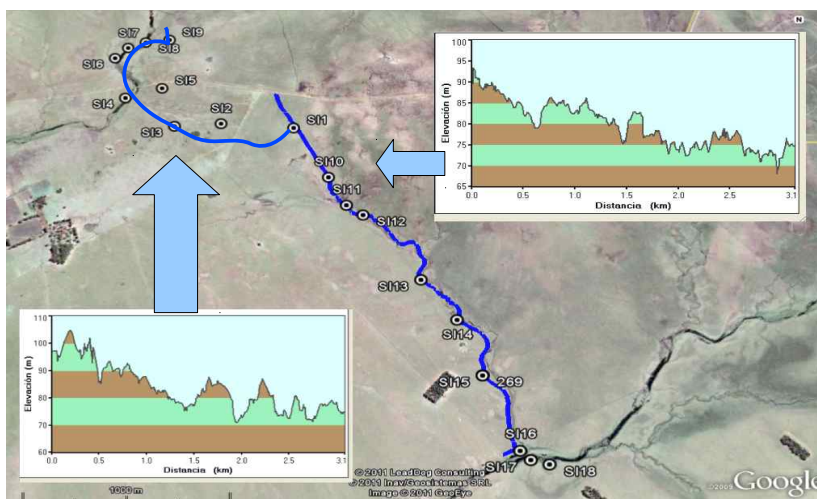 SI9
SI7
SI8
SI6
SI5
SI4
SI2
SI3
SI1
SI10
SI11
SI12
SI13
SI14
SI15
269
SI16
SI17
SI18
N
Elevación (m)
100
95
90
85
80
75
70
65
0.0
0.5
1.0
1.5
2.0
2.5
3.1
Distancia (km)
Elevación (m)
110
100
90
80
70
60
0.0
0.5
1.0
1.5
2.0
2.5
3.1
Distancia (km)
1000 m
© 2011 LeadDog Consulting
© 2011 Inav/Geosistemas SRL
Image © 2011 GeoEye
©2009 Google